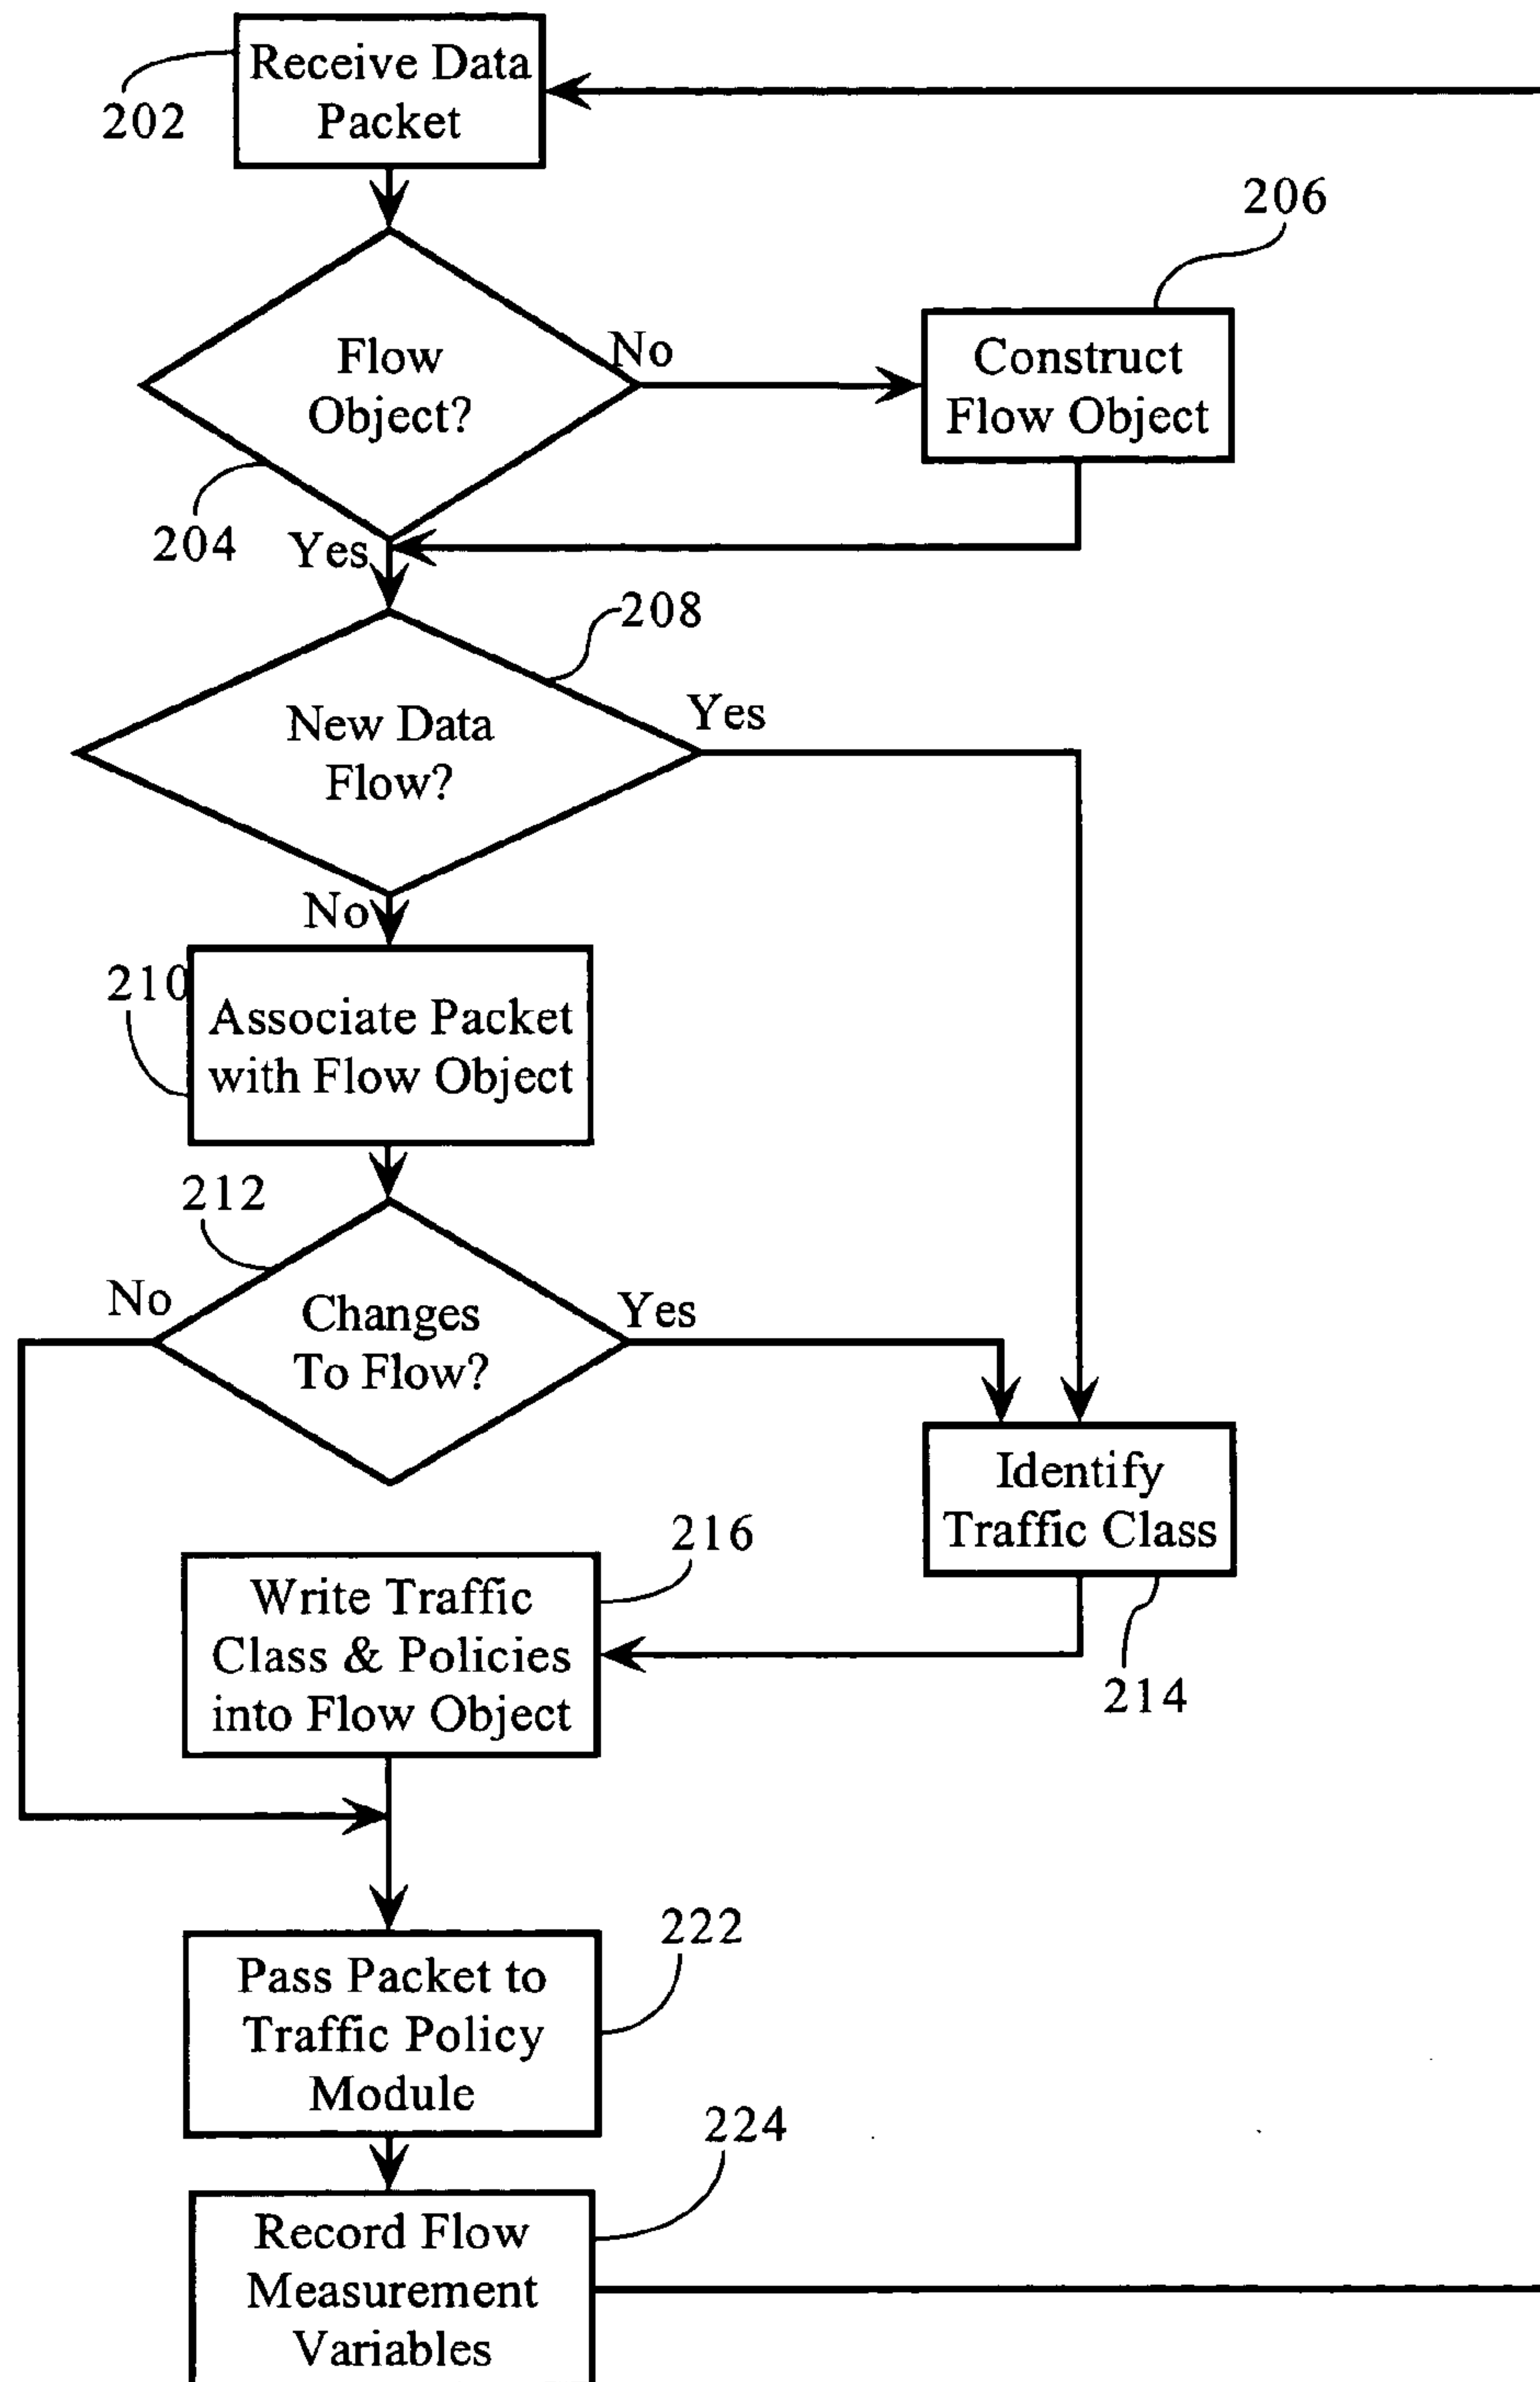 Receive Data
Packet
202
206
Flow
Object?
No
Construct
Flow Object
204
Yes
208
New Data
Flow?
Yes
No
210
Associate Packet
with Flow Object
212
No
Changes
To Flow?
Yes
Identify
Traffic Class
216
Write Traffic
Class & Policies
into Flow Object
214
222
Pass Packet to
Traffic Policy
Module
224
Record Flow
Measurement
Variables